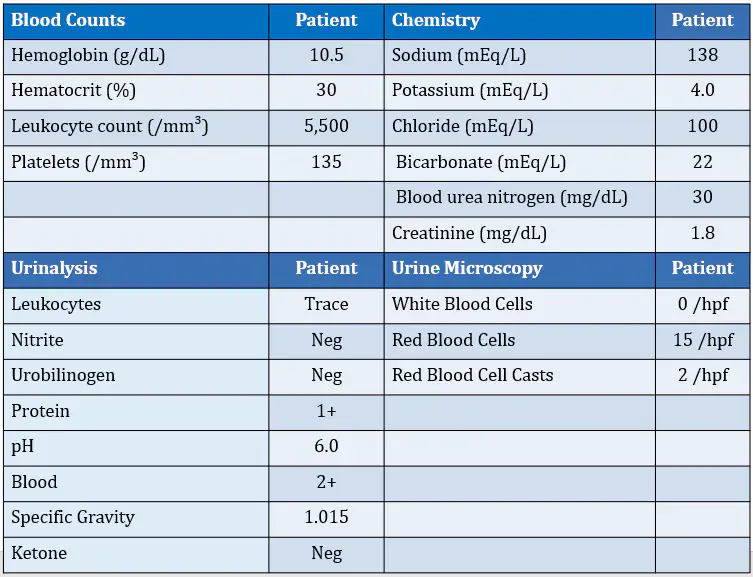 Blood Counts Patient Chemistry Patient
Hemoglobin (g/dL) 10.5 Sodium (mEq/L) 138
Hematocrit (%) 30 Potassium (mEq/L) 4.0
Leukocyte count (/mm³) 5,500 Chloride (mEq/L) 100
Platelets (/mm³) 135 Bicarbonate (mEq/L) 22
Blood urea nitrogen (mg/dL) 30
Creatinine (mg/dL) 1.8
Urinalysis Patient Urine Microscopy Patient
Leukocytes Trace White Blood Cells 0 /hpf
Nitrite Neg Red Blood Cells 15 /hpf
Urobilinogen Neg Red Blood Cell Casts 2 /hpf
Protein 1+
pH 6.0
Blood 2+
Specific Gravity 1.015
Ketone Neg